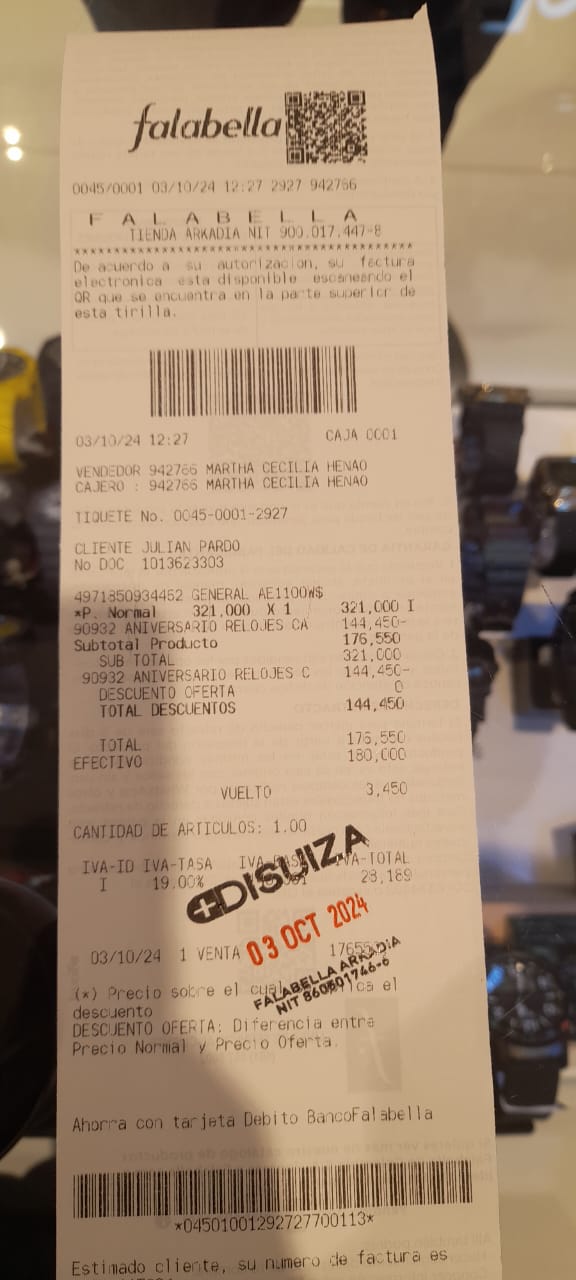 falabella
0045/0001 03/10/24 12:27 2927 942766
F A L A B E L L A
TIENDA ARKADIA NIT 900.017.447-8
****************************************
De acuerdo a su autorizacion, su factura
electronica esta disponible escaneando el
QR que se encuentra en la parte superior de
esta tirilla.
03/10/24 12:27 CAJA 0001
VENDEDOR 942766 MARTHA CECILIA HENAO
CAJERO : 942766 MARTHA CECILIA HENAO
TIQUETE No. 0045-0001-2927
CLIENTE JULIAN PARDO
No DOC 1013623303
4971850934462 GENERAL AE1100W$
*P. Normal 321.000 X 1 321,000 I
90932 ANIVERSARIO RELOJES CA 144,450-
Subtotal Producto 176,550
SUB TOTAL 321,000
90932 ANIVERSARIO RELOJES C 144,450-
DESCUENTO OFERTA 0
TOTAL DESCUENTOS 144,450
TOTAL 176,550
EFECTIVO 180,000
VUELTO 3,450
CANTIDAD DE ARTICULOS: 1.00
IVA-ID IVA-TASA IVA-BASE IVA-TOTAL
I 19.00% 28,189
DISUIZA
03 OCT 2024
FALABELLA ARKADIA
NIT 860501746-6
03/10/24 1 VENTA
(*) Precio sobre el cual el
descuento
DESCUENTO OFERTA: Diferencia entre
Precio Normal y Precio Oferta.
Ahorra con tarjeta Debito BancoFalabella
*04501001292727700113*
Estimado cliente, su numero de factura es